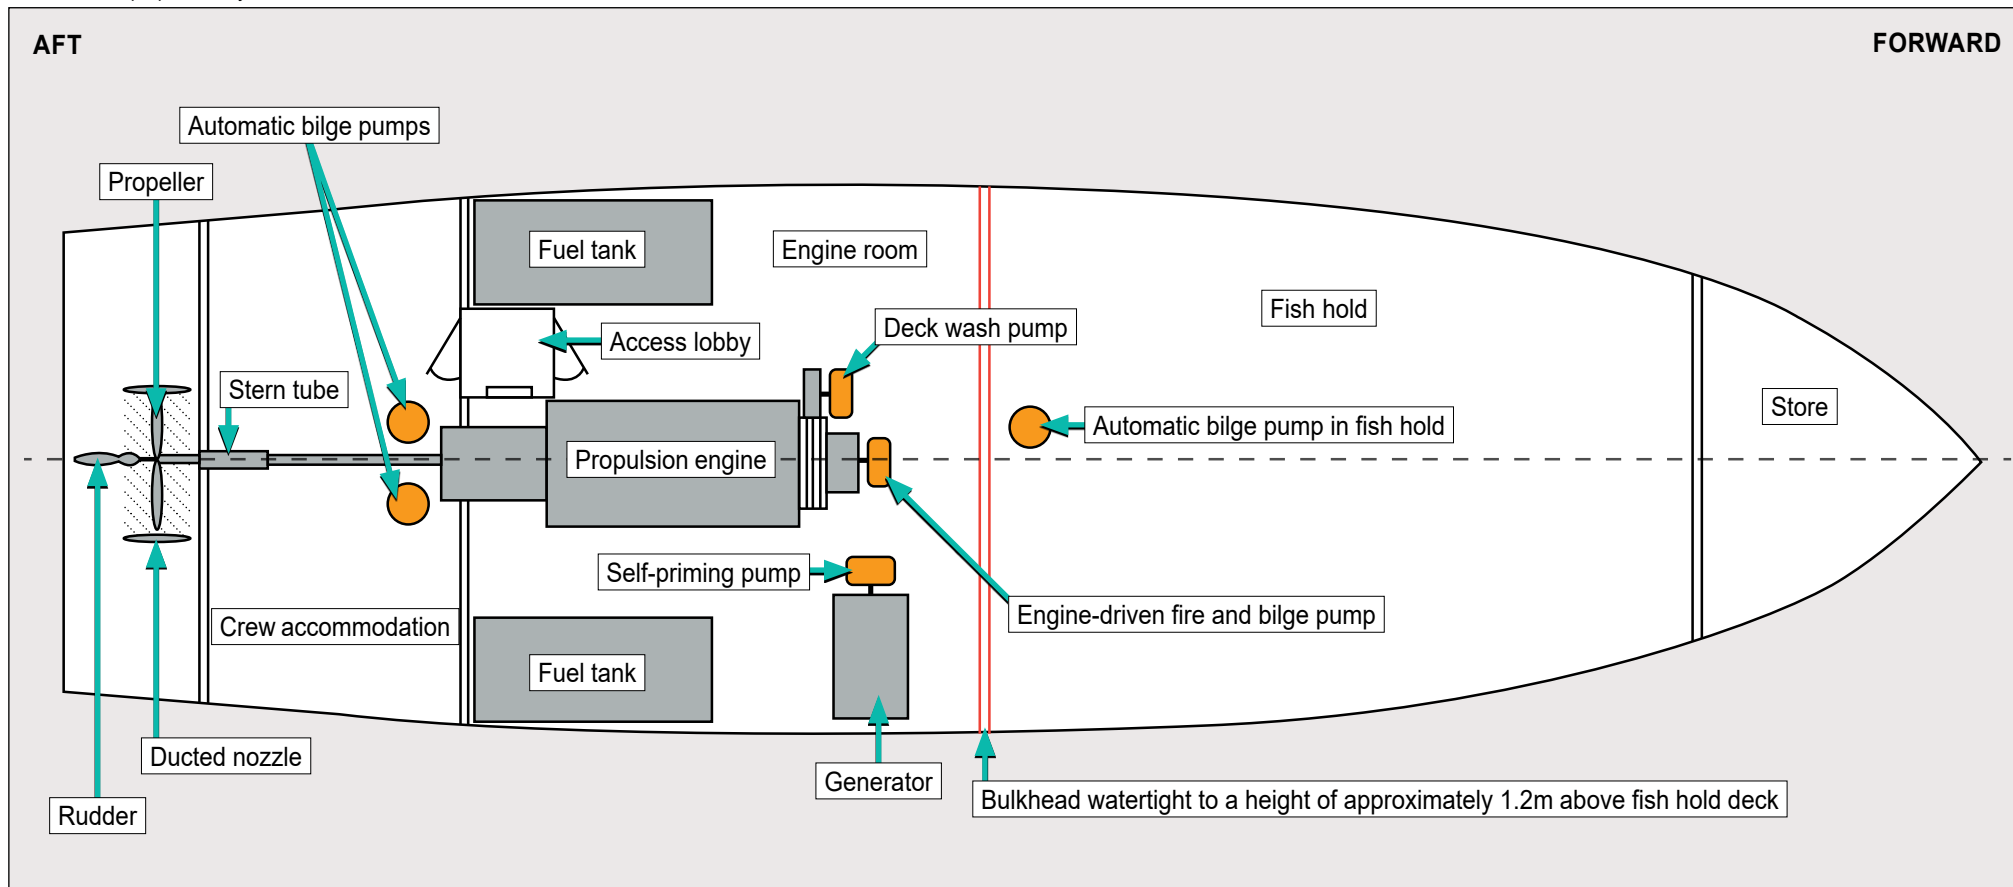 AFT
FORWARD
Automatic bilge pumps
Propeller
Fuel tank
Engine room
Fish hold
Deck wash pump
Access lobby
Stern tube
Store
Automatic bilge pump in fish hold
Propulsion engine
Self-priming pump
Engine-driven fire and bilge pump
Crew accommodation
Fuel tank
Ducted nozzle
Generator
Bulkhead watertight to a height of approximately 1.2m above fish hold deck
Rudder